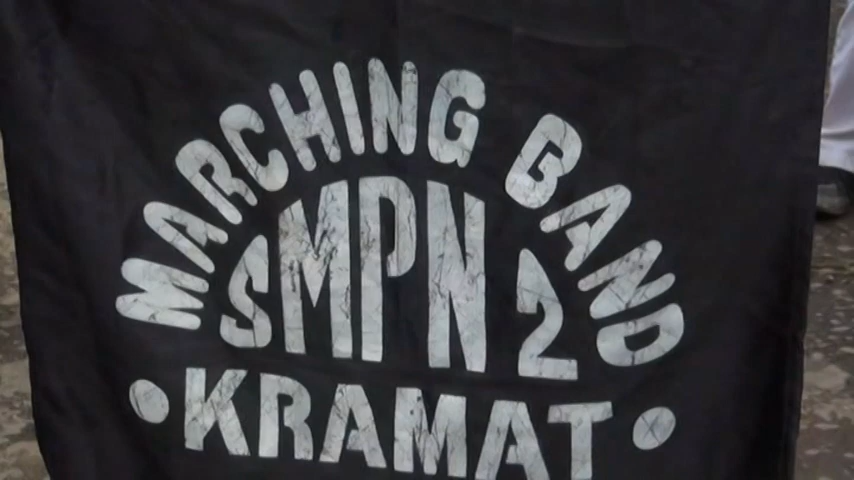 MARCHING BAND
SMPN 2
• KRAMAT •